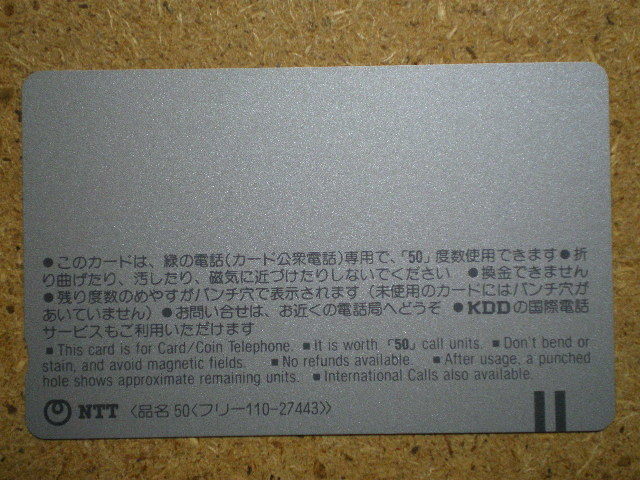 ●このカードは、緑の電話(カード公衆電話)専用で、「50」度数使用できます●折
り曲げたり、汚したり、磁気に近づけたりしないでください ●換金できません
●残り度数のめやすがパンチ穴で表示されます(未使用のカードにはパンチ穴が
あいていません)●お問い合せは、お近くの電話局へどうぞ ●KDDの国際電話
サービスもご利用いただけます
■This card is for Card/Coin Telephone. ■It is worth「50」call units. ■Don't bend or
stain, and avoid magnetic fields. ■No refunds available. ■After usage, a punched
hole shows approximate remaining units. ■International Calls also available.
NTT 〈品名 50〈フリー110-27443〉〉